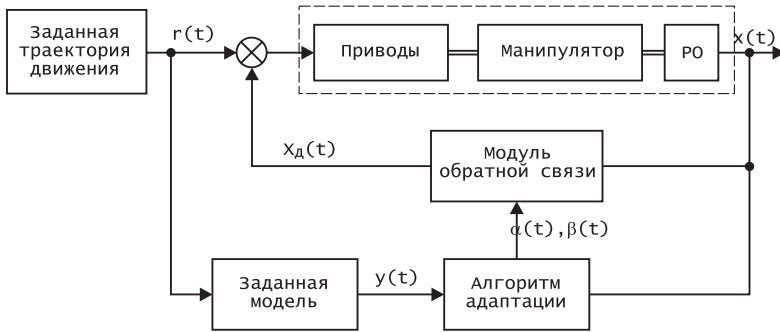 Заданная
траектория
движения
r(t)
Приводы
Манипулятор
РО
x(t)
Xд(t)
Модуль
обратной связи
α(t),β(t)
Заданная
модель
y(t)
Алгоритм
адаптации